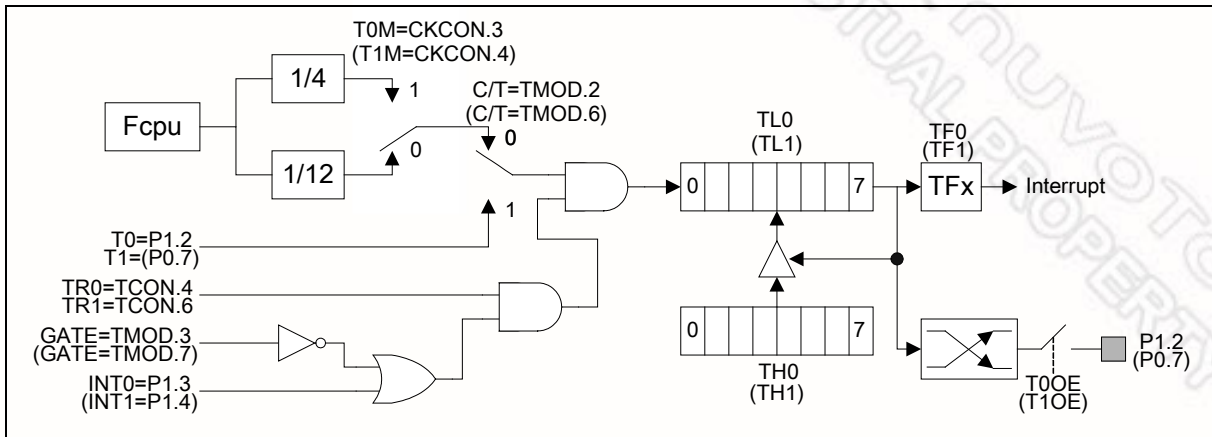 T0M=CKCON.3
(T1M=CKCON.4)
1/4
1
C/T=TMOD.2
(C/T=TMOD.6)
Fcpu
0
0
1/12
1
T0=P1.2
T1=(P0.7)
TR0=TCON.4
TR1=TCON.6
GATE=TMOD.3
(GATE=TMOD.7)
INT0=P1.3
(INT1=P1.4)
TL0
(TL1)
0 7
TF0
(TF1)
TFx
Interrupt
0 7
TH0
(TH1)
P1.2
(P0.7)
T0OE
(T1OE)
nuvoTo
TUAL PROPERTY